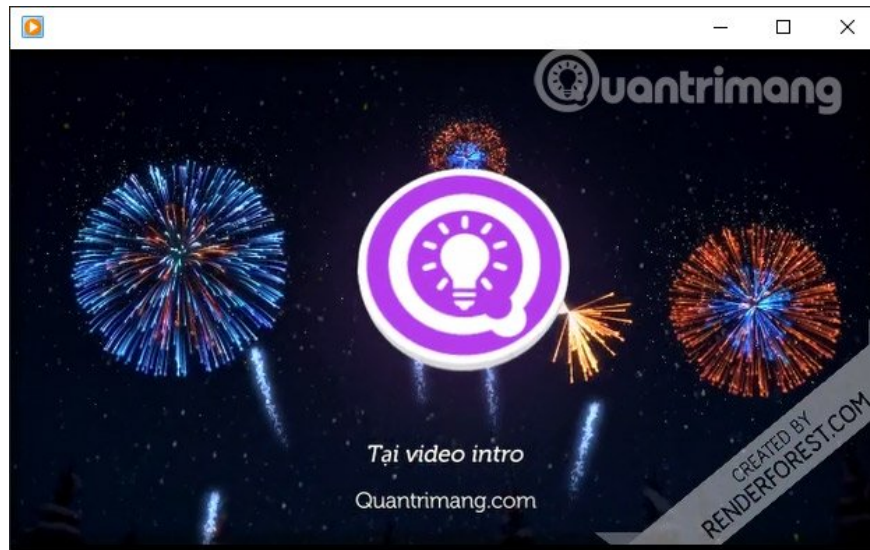 Quantrimang
Tại video intro
Quantrimang.com
CREATED BY
RENDERFOREST.COM